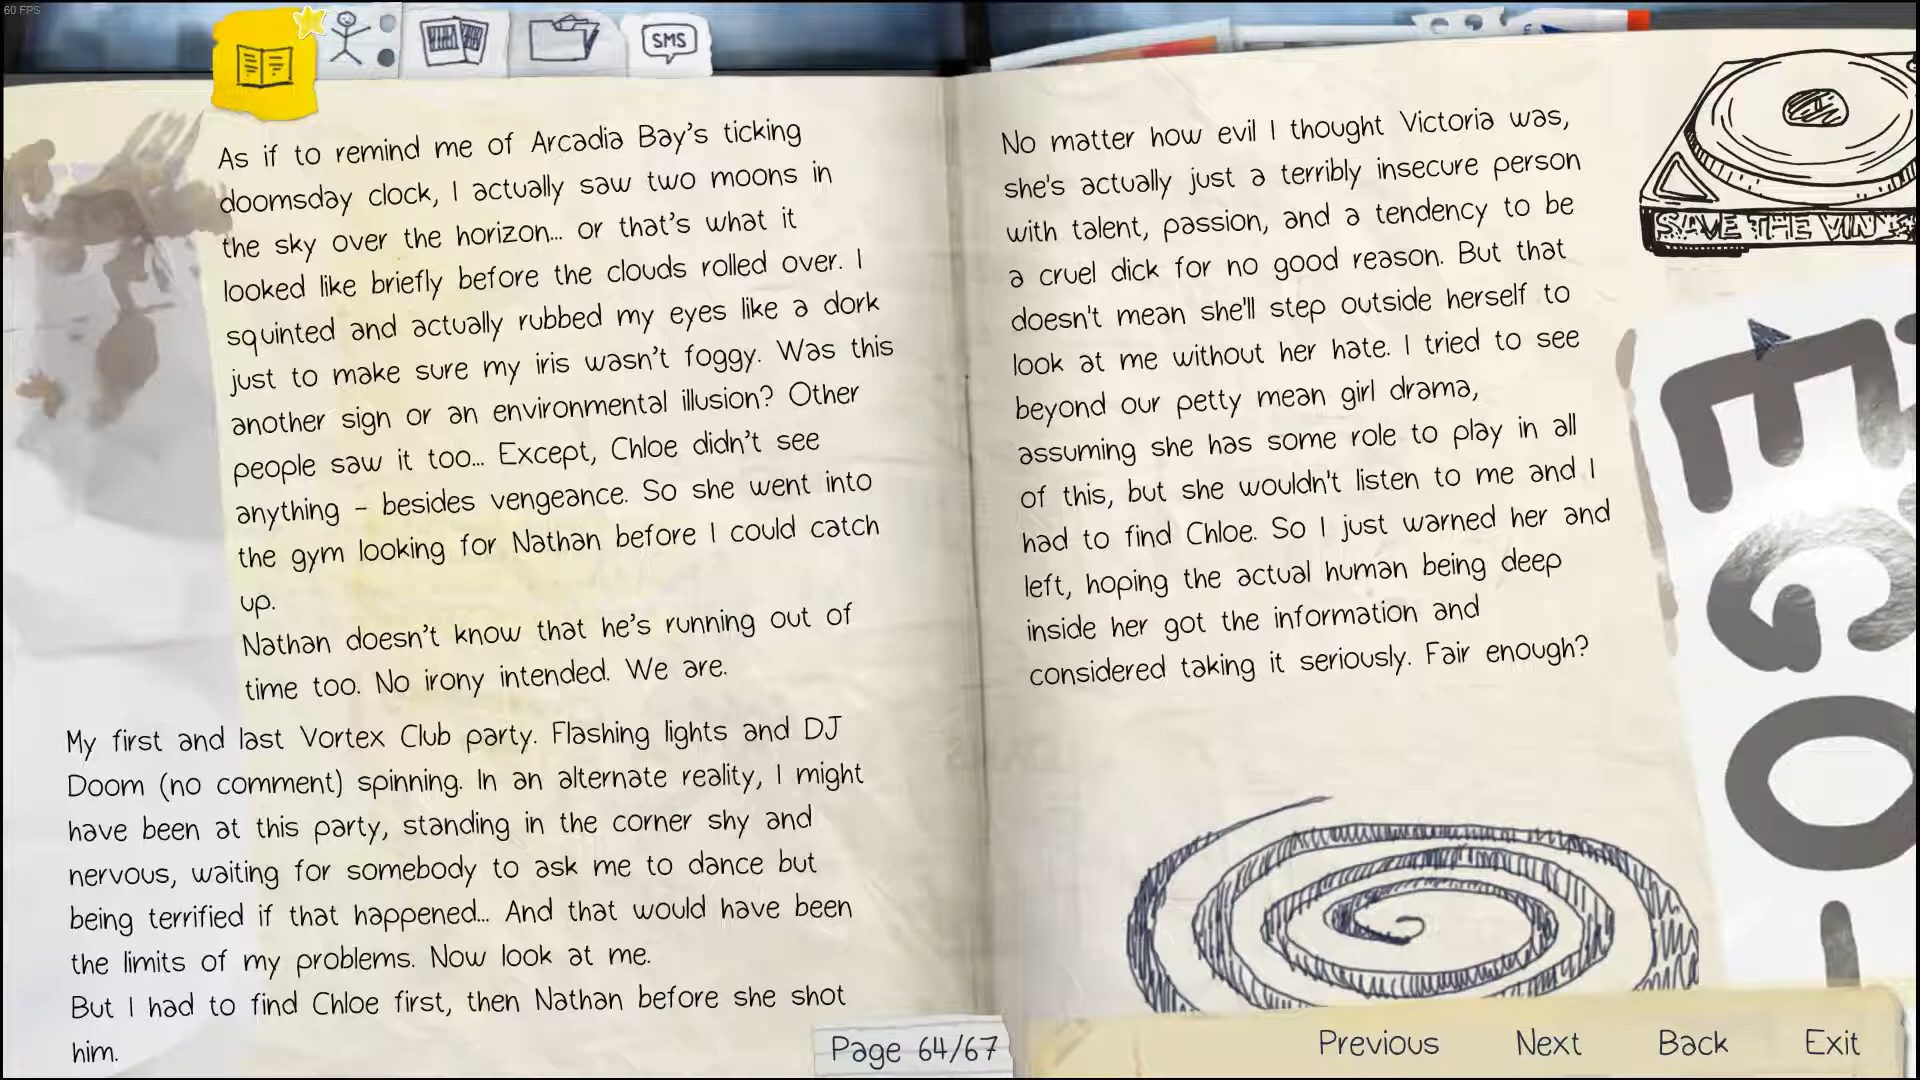 60 FPS
SMS
As if to remind me of Arcadia Bay's ticking
doomsday clock, I actually saw two moons in
the sky over the horizon... or that's what it
looked like briefly before the clouds rolled over. I
squinted and actually rubbed my eyes like a dork
just to make sure my iris wasn't foggy. Was this
another sign or an environmental illusion? Other
people saw it too... Except, Chloe didn't see
anything – besides vengeance. So she went into
the gym looking for Nathan before I could catch
up.
Nathan doesn't know that he's running out of
time too. No irony intended. We are.
My first and last Vortex Club party. Flashing lights and DJ
Doom (no comment) spinning. In an alternate reality, I might
have been at this party, standing in the corner shy and
nervous, waiting for somebody to ask me to dance but
being terrified if that happened... And that would have been
the limits of my problems. Now look at me.
But I had to find Chloe first, then Nathan before she shot
him.
No matter how evil I thought Victoria was,
she's actually just a terribly insecure person
with talent, passion, and a tendency to be
a cruel dick for no good reason. But that
doesn't mean she'll step outside herself to
look at me without her hate. I tried to see
beyond our petty mean girl drama,
assuming she has some role to play in all
of this, but she wouldn't listen to me and I
had to find Chloe. So I just warned her and
left, hoping the actual human being deep
inside her got the information and
considered taking it seriously. Fair enough?
SAVE THE VINYL
EGO-
Page 64/67
Previous Next Back Exit